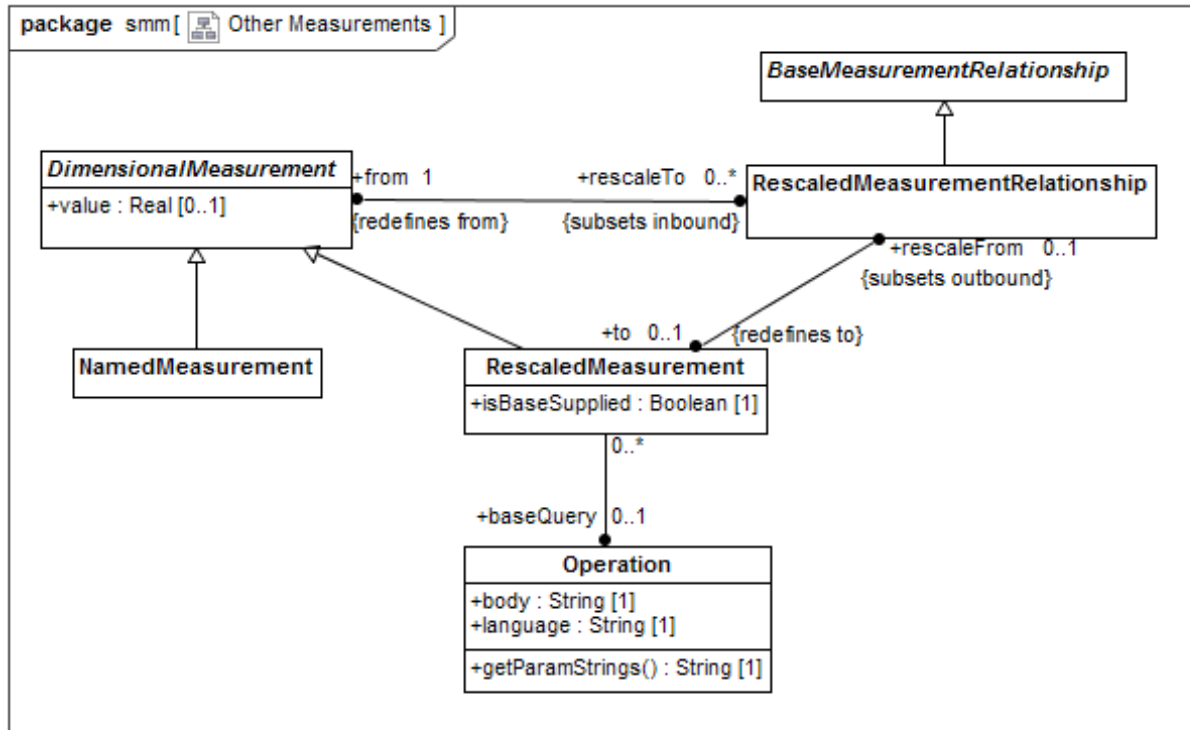 package smm[ Other Measurements ]
BaseMeasurementRelationship
DimensionalMeasurement
+value : Real [0..1]
+from 1
{redefines from}
+rescaleTo 0..*
{subsets inbound}
RescaledMeasurementRelationship
+rescaleFrom 0..1
{subsets outbound}
+to 0..1
{redefines to}
NamedMeasurement
RescaledMeasurement
+isBaseSupplied : Boolean [1]
0..*
+baseQuery 0..1
Operation
+body : String [1]
+language : String [1]
+getParamStrings() : String [1]